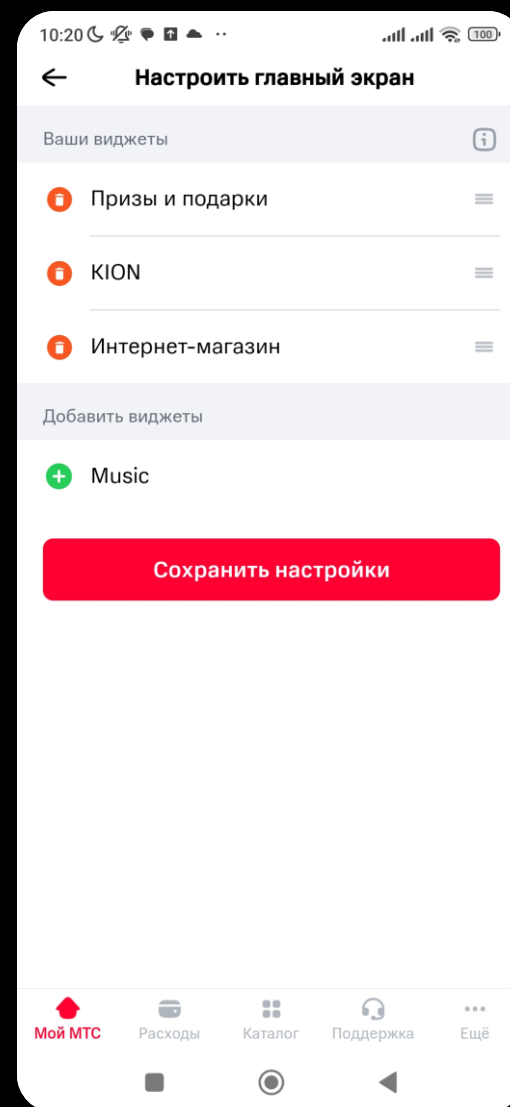 10:20
100
Настроить главный экран
Ваши виджеты
Призы и подарки
KION
Интернет-магазин
Добавить виджеты
Music
Сохранить настройки
Мой МТС Расходы Каталог Поддержка Ещё